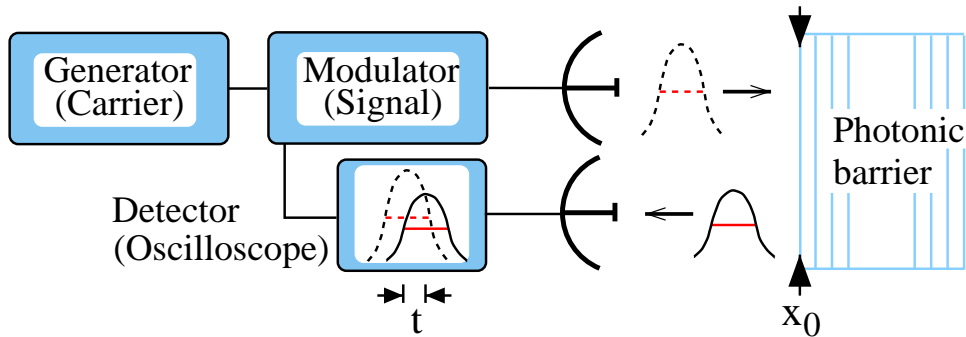 Generator
(Carrier)
Modulator
(Signal)
Photonic
barrier
Detector
(Oscilloscope)
t
x0